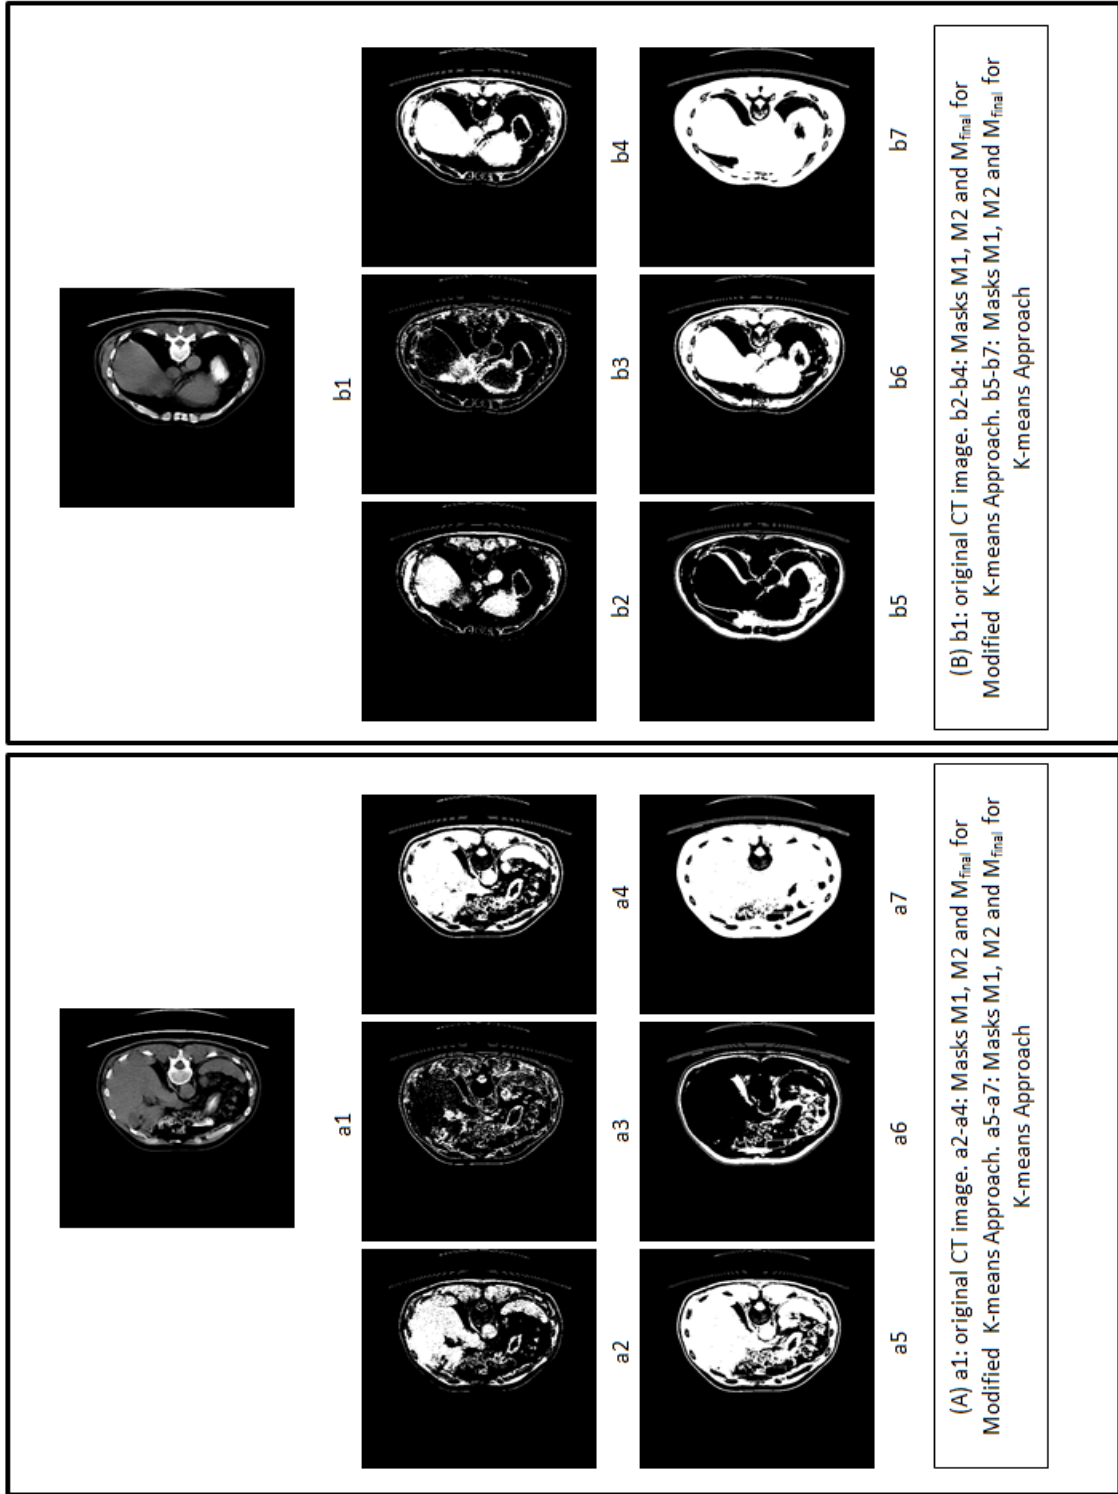 a1
a2
a3
a4
a5
a6
a7
(A) a1: original CT image. a2-a4: Masks M1, M2 and Mfinal for
Modified K-means Approach. a5-a7: Masks M1, M2 and Mfinal for
K-means Approach
b1
b2
b3
b4
b5
b6
b7
(B) b1: original CT image. b2-b4: Masks M1, M2 and Mfinal for
Modified K-means Approach. b5-b7: Masks M1, M2 and Mfinal for
K-means Approach